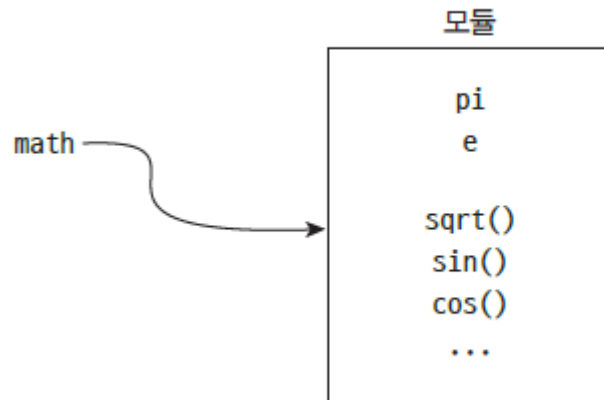 모듈
pi
math
e
sqrt()
sin()
cos()
...